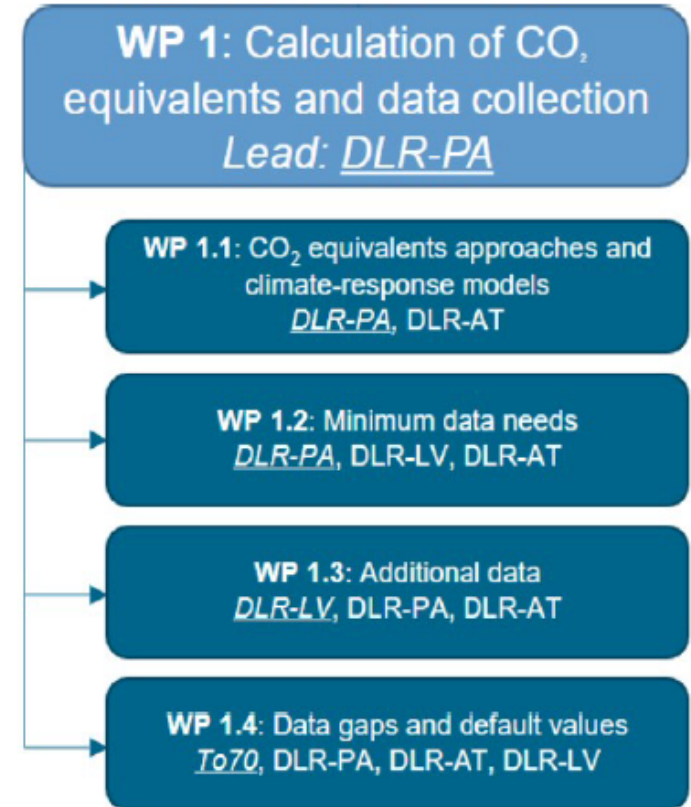 WP 1: Calculation of CO₂
equivalents and data collection
Lead: DLR-PA
WP 1.1: CO₂ equivalents approaches and
climate-response models
DLR-PA, DLR-AT
WP 1.2: Minimum data needs
DLR-PA, DLR-LV, DLR-AT
WP 1.3: Additional data
DLR-LV, DLR-PA, DLR-AT
WP 1.4: Data gaps and default values
To70, DLR-PA, DLR-AT, DLR-LV